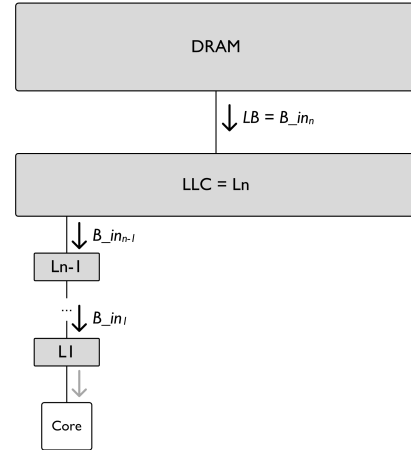 DRAM
LB = B_inₙ
LLC = Ln
B_inₙ₋₁
Ln-1
...
B_in₁
L1
Core